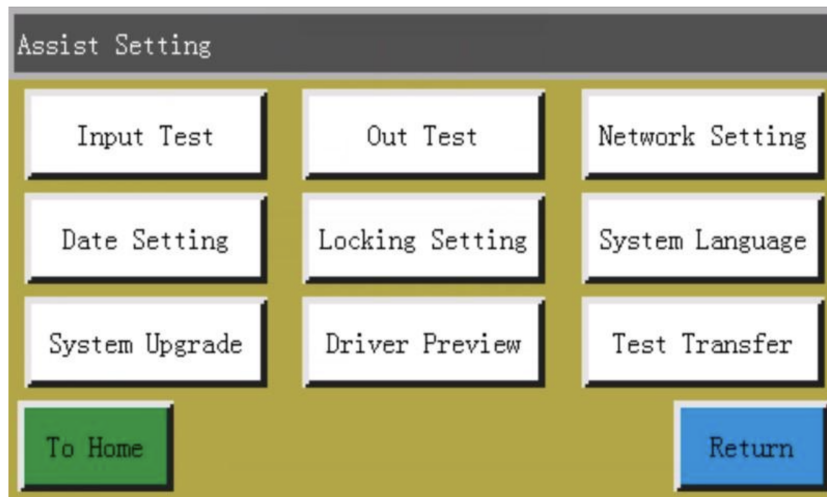 Assist Setting
Input Test
Out Test
Network Setting
Date Setting
Locking Setting
System Language
System Upgrade
Driver Preview
Test Transfer
To Home
Return